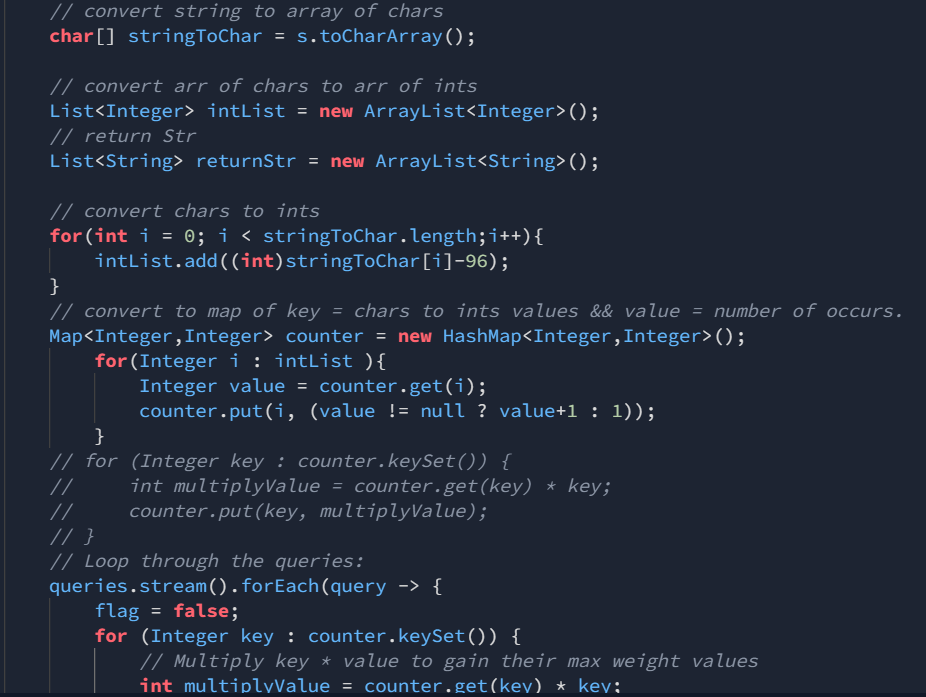 // convert string to array of chars
char[] stringToChar = s.toCharArray();
// convert arr of chars to arr of ints
List<Integer> intList = new ArrayList<Integer>();
// return Str
List<String> returnStr = new ArrayList<String>();
// convert chars to ints
for(int i = 0; i < stringToChar.length;i++){
intList.add((int)stringToChar[i]-96);
}
// convert to map of key = chars to ints values && value = number of occurs.
Map<Integer,Integer> counter = new HashMap<Integer,Integer>();
for(Integer i : intList ){
Integer value = counter.get(i);
counter.put(i, (value != null ? value+1 : 1));
}
// for (Integer key : counter.keySet()) {
//     int multiplyValue = counter.get(key) * key;
//     counter.put(key, multiplyValue);
// }
// Loop through the queries:
queries.stream().forEach(query -> {
flag = false;
for (Integer key : counter.keySet()) {
// Multiply key * value to gain their max weight values
int multiplyValue = counter.get(key) * key;